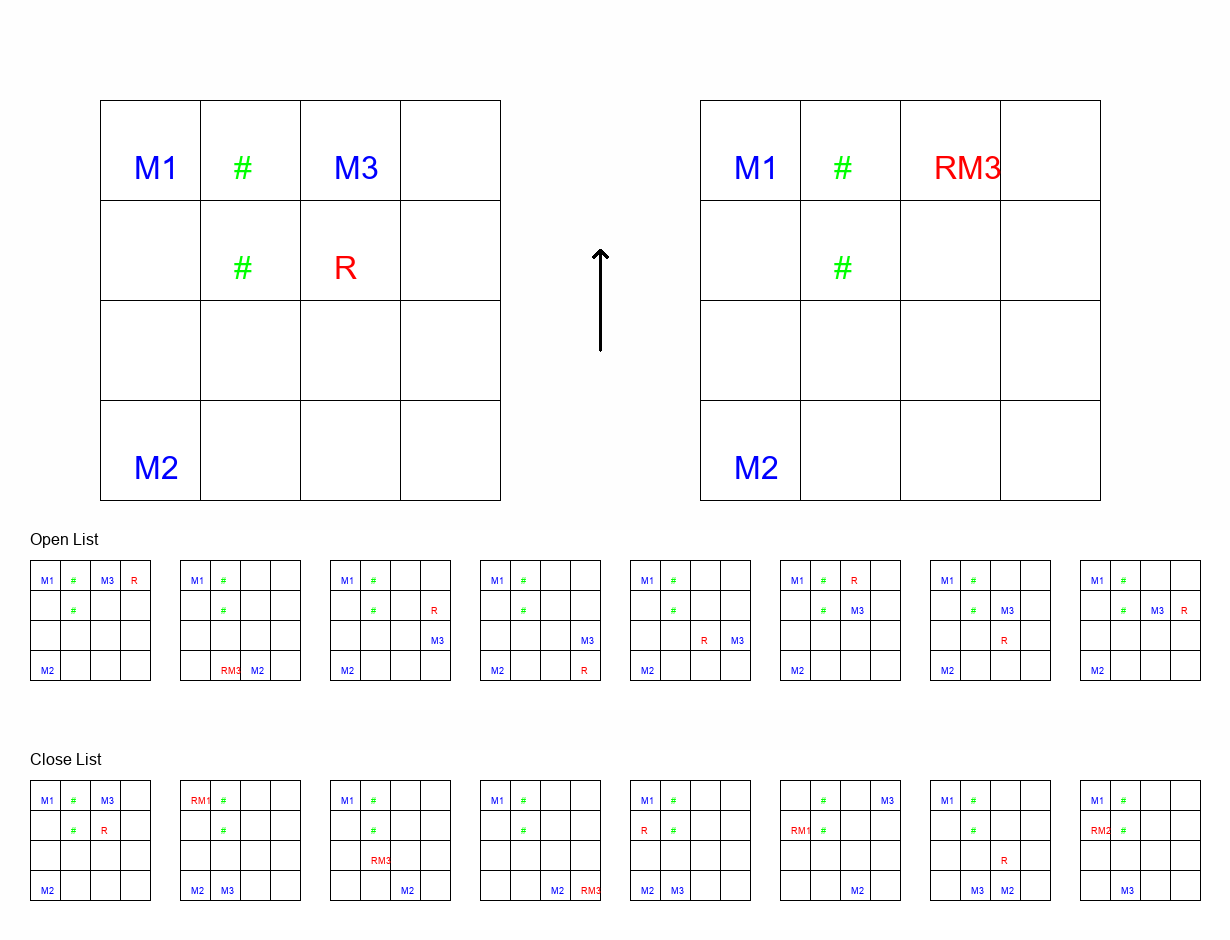 M1 # M3 M1 # RM3
# R #
M2 M2
Open List
M1 # M3 R M1 # M1 # M1 # M1 # M1 # R M1 # M1 #
# # # R # # # M3 # M3 # M3 R
M3 M3 R M3 R
M2 RM3 M2 M2 M2 R M2 M2 M2 M2
Close List
M1 # M3 RM1 # M1 # M1 # M1 # # M3 M1 # M1 #
# R # # # R # RM1 # # RM2 #
RM3 R
M2 M2 M3 M2 M2 RM3 M2 M3 M2 M3 M2 M3